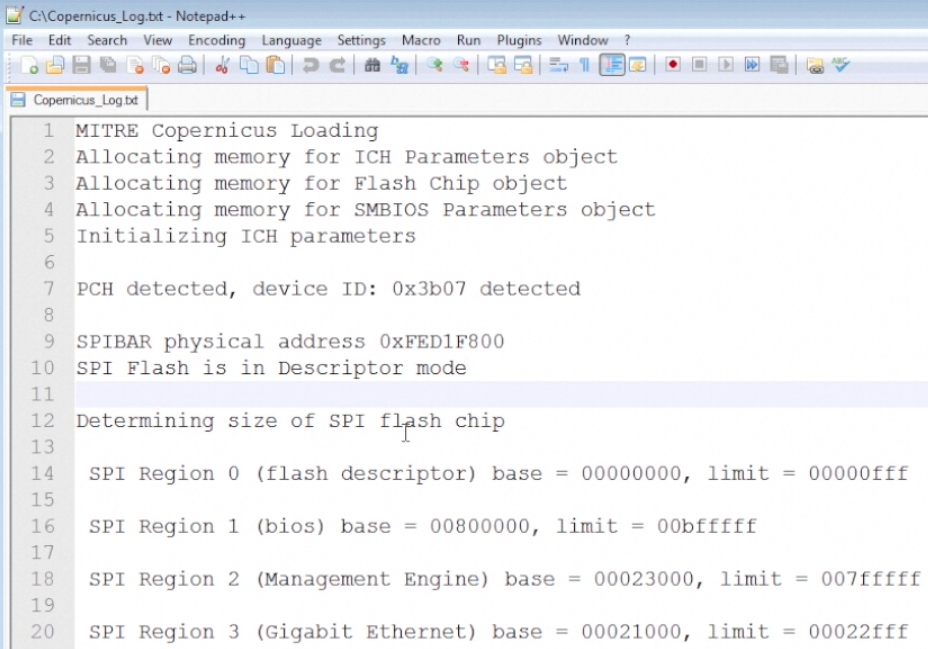 C:\Copernicus_Log.txt - Notepad++
File Edit Search View Encoding Language Settings Macro Run Plugins Window ?
Copernicus_Log.txt
1 MITRE Copernicus Loading
2 Allocating memory for ICH Parameters object
3 Allocating memory for Flash Chip object
4 Allocating memory for SMBIOS Parameters object
5 Initializing ICH parameters
6
7 PCH detected, device ID: 0x3b07 detected
8
9 SPIBAR physical address 0xFED1F800
10 SPI Flash is in Descriptor mode
11
12 Determining size of SPI flash chip
13
14 SPI Region 0 (flash descriptor) base = 00000000, limit = 00000fff
15
16 SPI Region 1 (bios) base = 00800000, limit = 00bfffff
17
18 SPI Region 2 (Management Engine) base = 00023000, limit = 007fffff
19
20 SPI Region 3 (Gigabit Ethernet) base = 00021000, limit = 00022fff